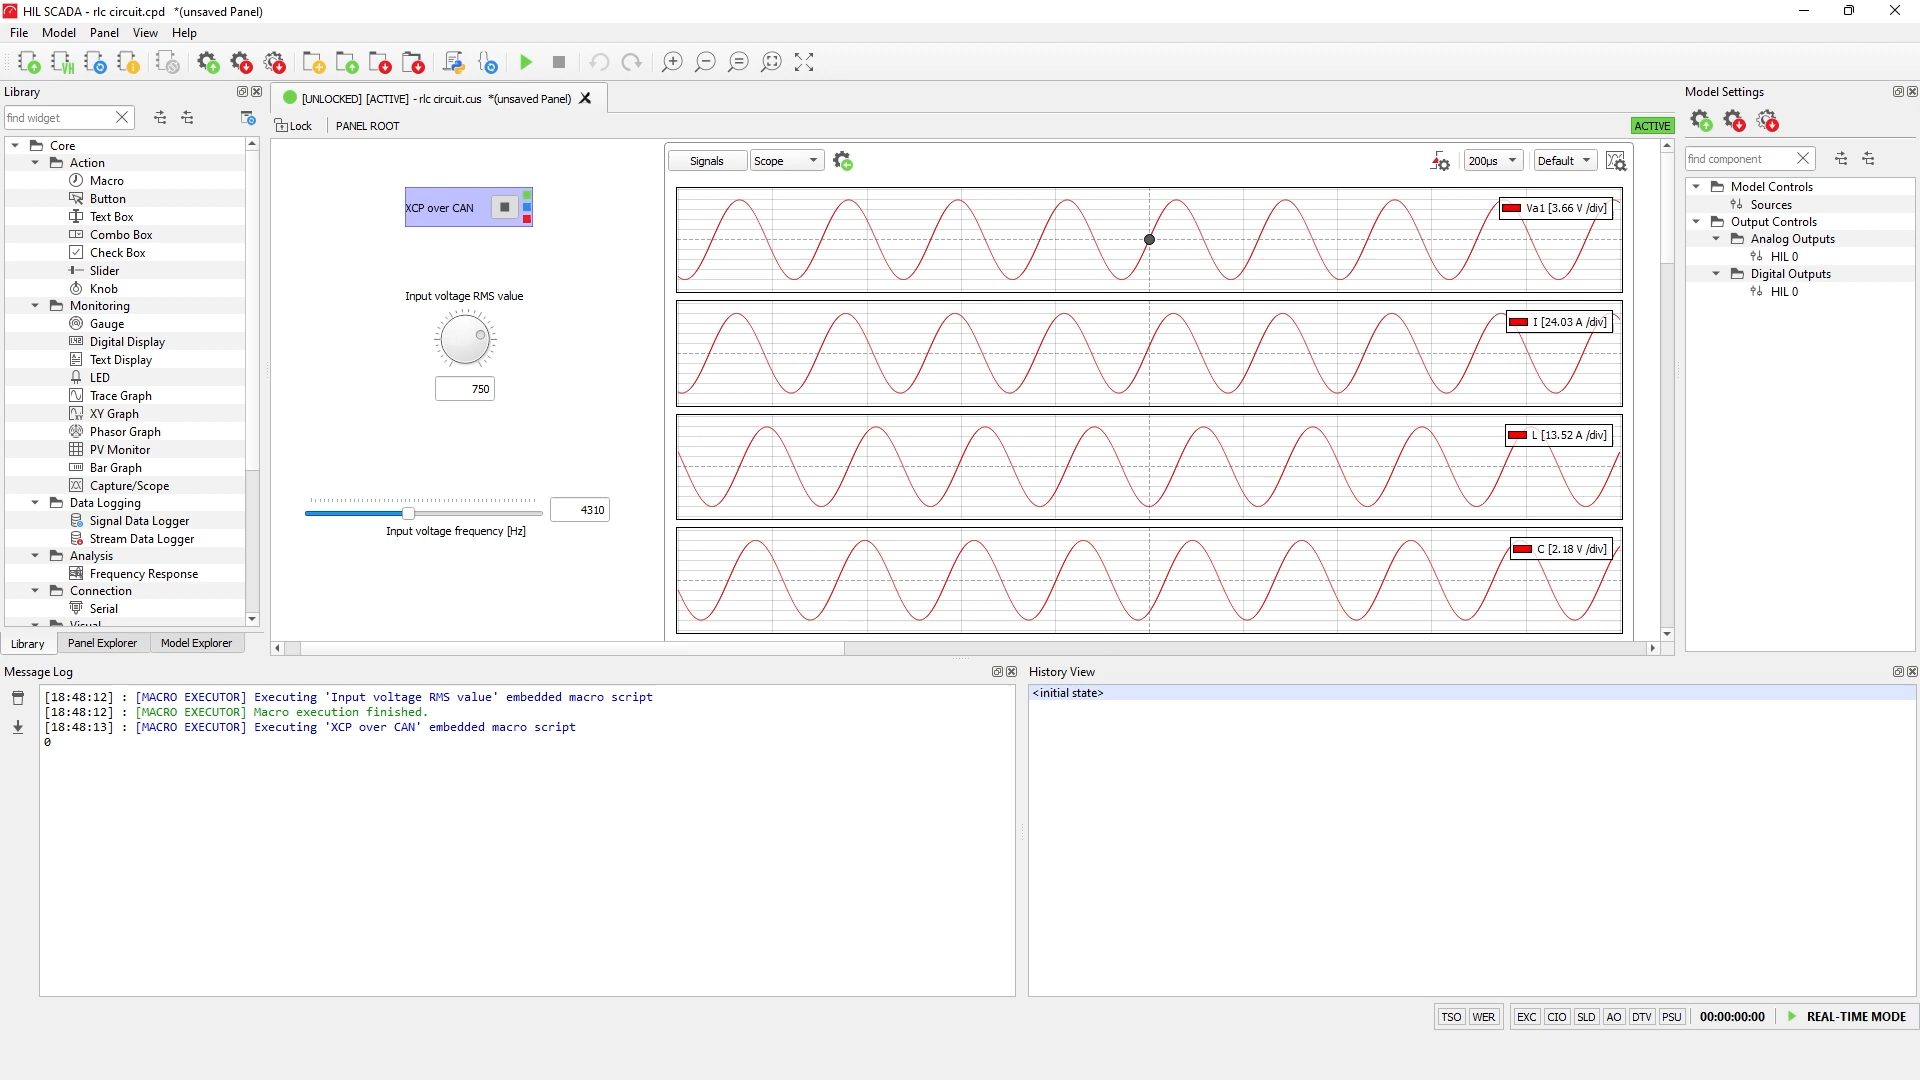 HIL SCADA - rlc circuit.cpd *(unsaved Panel)
File Model Panel View Help
Library
[UNLOCKED] [ACTIVE] - rlc circuit.cus *(unsaved Panel)
Model Settings
find widget
Lock PANEL ROOT
ACTIVE
find component
Core
Action
Macro
Button
Text Box
Combo Box
Check Box
Slider
Knob
Monitoring
Gauge
Digital Display
Text Display
LED
Trace Graph
XY Graph
Phasor Graph
PV Monitor
Bar Graph
Capture/Scope
Data Logging
Signal Data Logger
Stream Data Logger
Analysis
Frequency Response
Connection
Serial
Visual
Library Panel Explorer Model Explorer
XCP over CAN
Input voltage RMS value
750
4310
Input voltage frequency [Hz]
Signals Scope 200µs Default
Va1 [3.66 V /div]
I [24.03 A /div]
L [13.52 A /div]
C [2.18 V /div]
Model Controls
Sources
Output Controls
Analog Outputs
HIL 0
Digital Outputs
HIL 0
Message Log
[18:48:12] : [MACRO EXECUTOR] Executing 'Input voltage RMS value' embedded macro script
[18:48:12] : [MACRO EXECUTOR] Macro execution finished.
[18:48:13] : [MACRO EXECUTOR] Executing 'XCP over CAN' embedded macro script
0
History View
<initial state>
TSO WER EXC CIO SLD AO DTV PSU 00:00:00:00 REAL-TIME MODE